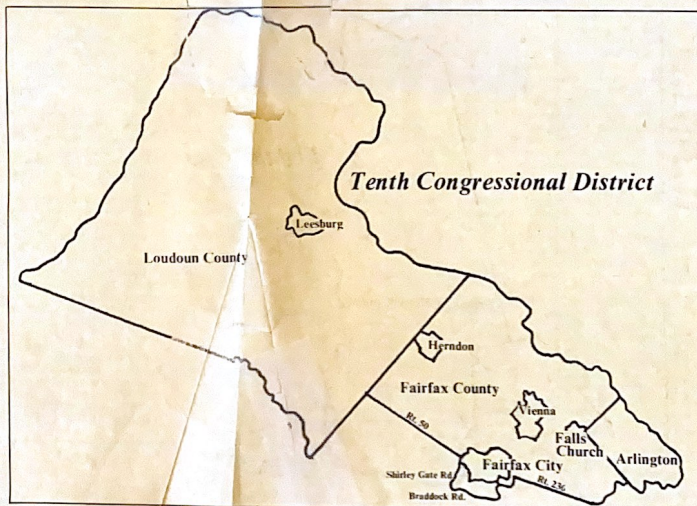 Tenth Congressional District
Leesburg
Loudoun County
Herndon
Fairfax County
Vienna
Rt. 50
Falls
Church
Arlington
Fairfax City
Shirley Gate Rd.
Rt. 236
Braddock Rd.